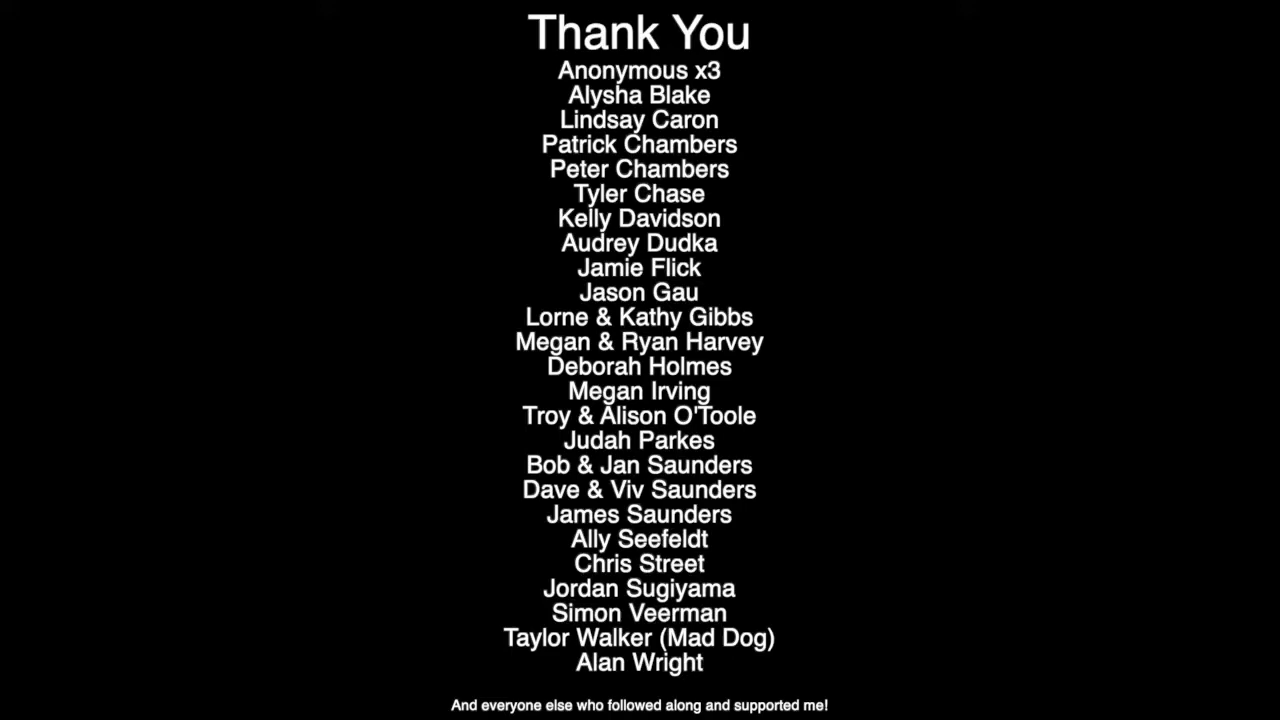 Thank You
Anonymous x3
Alysha Blake
Lindsay Caron
Patrick Chambers
Peter Chambers
Tyler Chase
Kelly Davidson
Audrey Dudka
Jamie Flick
Jason Gau
Lorne & Kathy Gibbs
Megan & Ryan Harvey
Deborah Holmes
Megan Irving
Troy & Alison O'Toole
Judah Parkes
Bob & Jan Saunders
Dave & Viv Saunders
James Saunders
Ally Seefeldt
Chris Street
Jordan Sugiyama
Simon Veerman
Taylor Walker (Mad Dog)
Alan Wright
And everyone else who followed along and supported me!